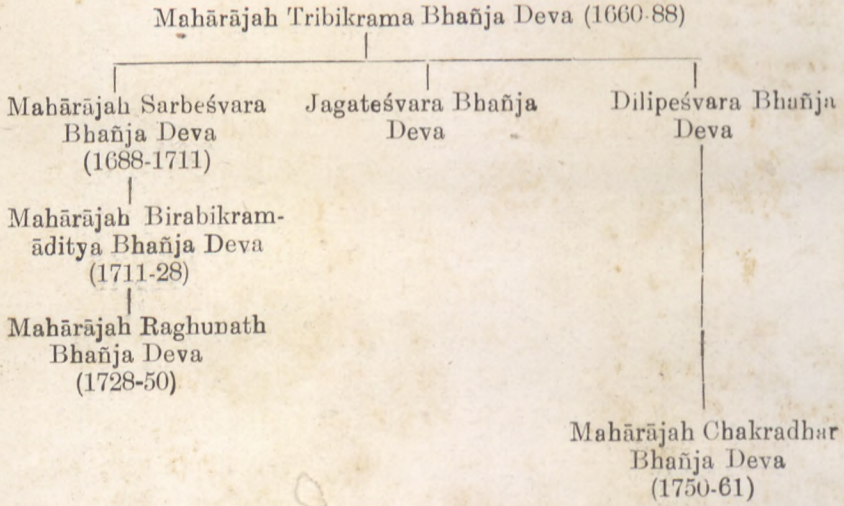 Mahārājah Tribikrama Bhañja Deva (1660-88)
Mahārājah Sarbeśvara
Bhañja Deva
(1688-1711)
Jagateśvara Bhañja
Deva
Dilipeśvara Bhañja
Deva
Mahārājah Birabikram-
āditya Bhañja Deva
(1711-28)
Mahārājah Raghunath
Bhañja Deva
(1728-50)
Mahārājah Chakradhar
Bhañja Deva
(1750-61)